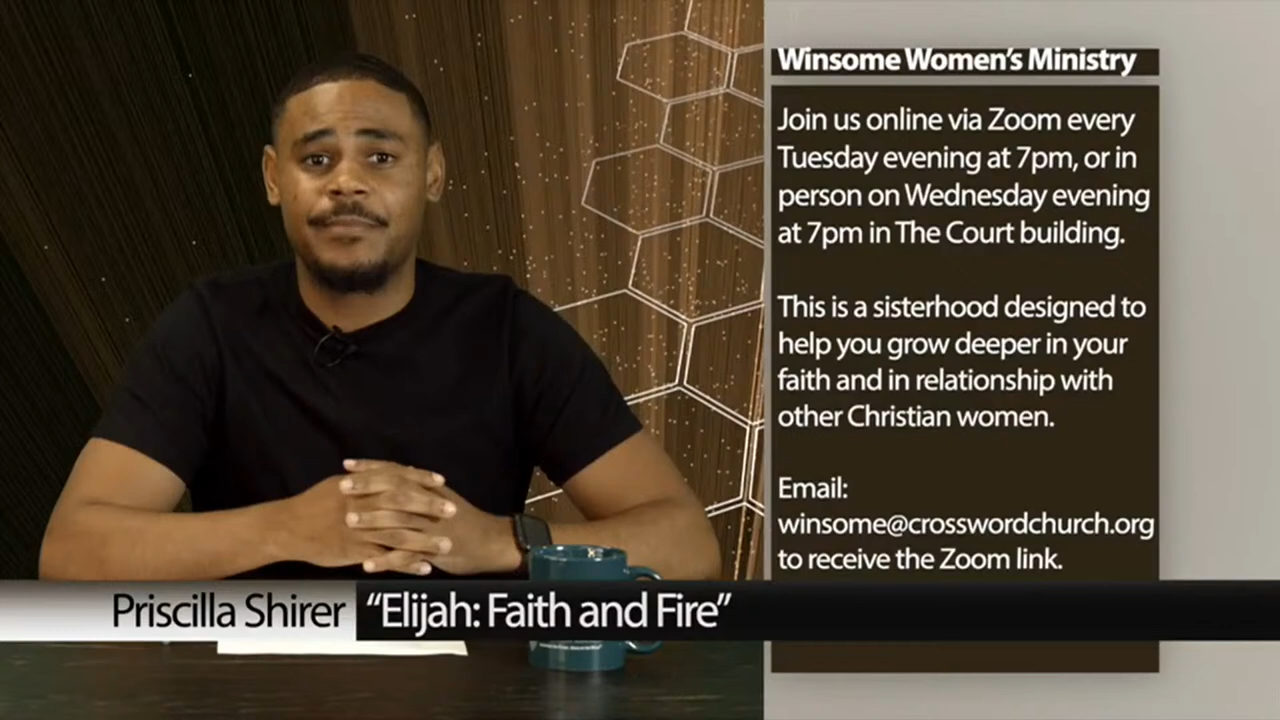 Winsome Women's Ministry
Join us online via Zoom every
Tuesday evening at 7pm, or in
person on Wednesday evening
at 7pm in The Court building.
This is a sisterhood designed to
help you grow deeper in your
faith and in relationship with
other Christian women.
Email:
winsome@crosswordchurch.org
to receive the Zoom link.
Priscilla Shirer “Elijah: Faith and Fire”